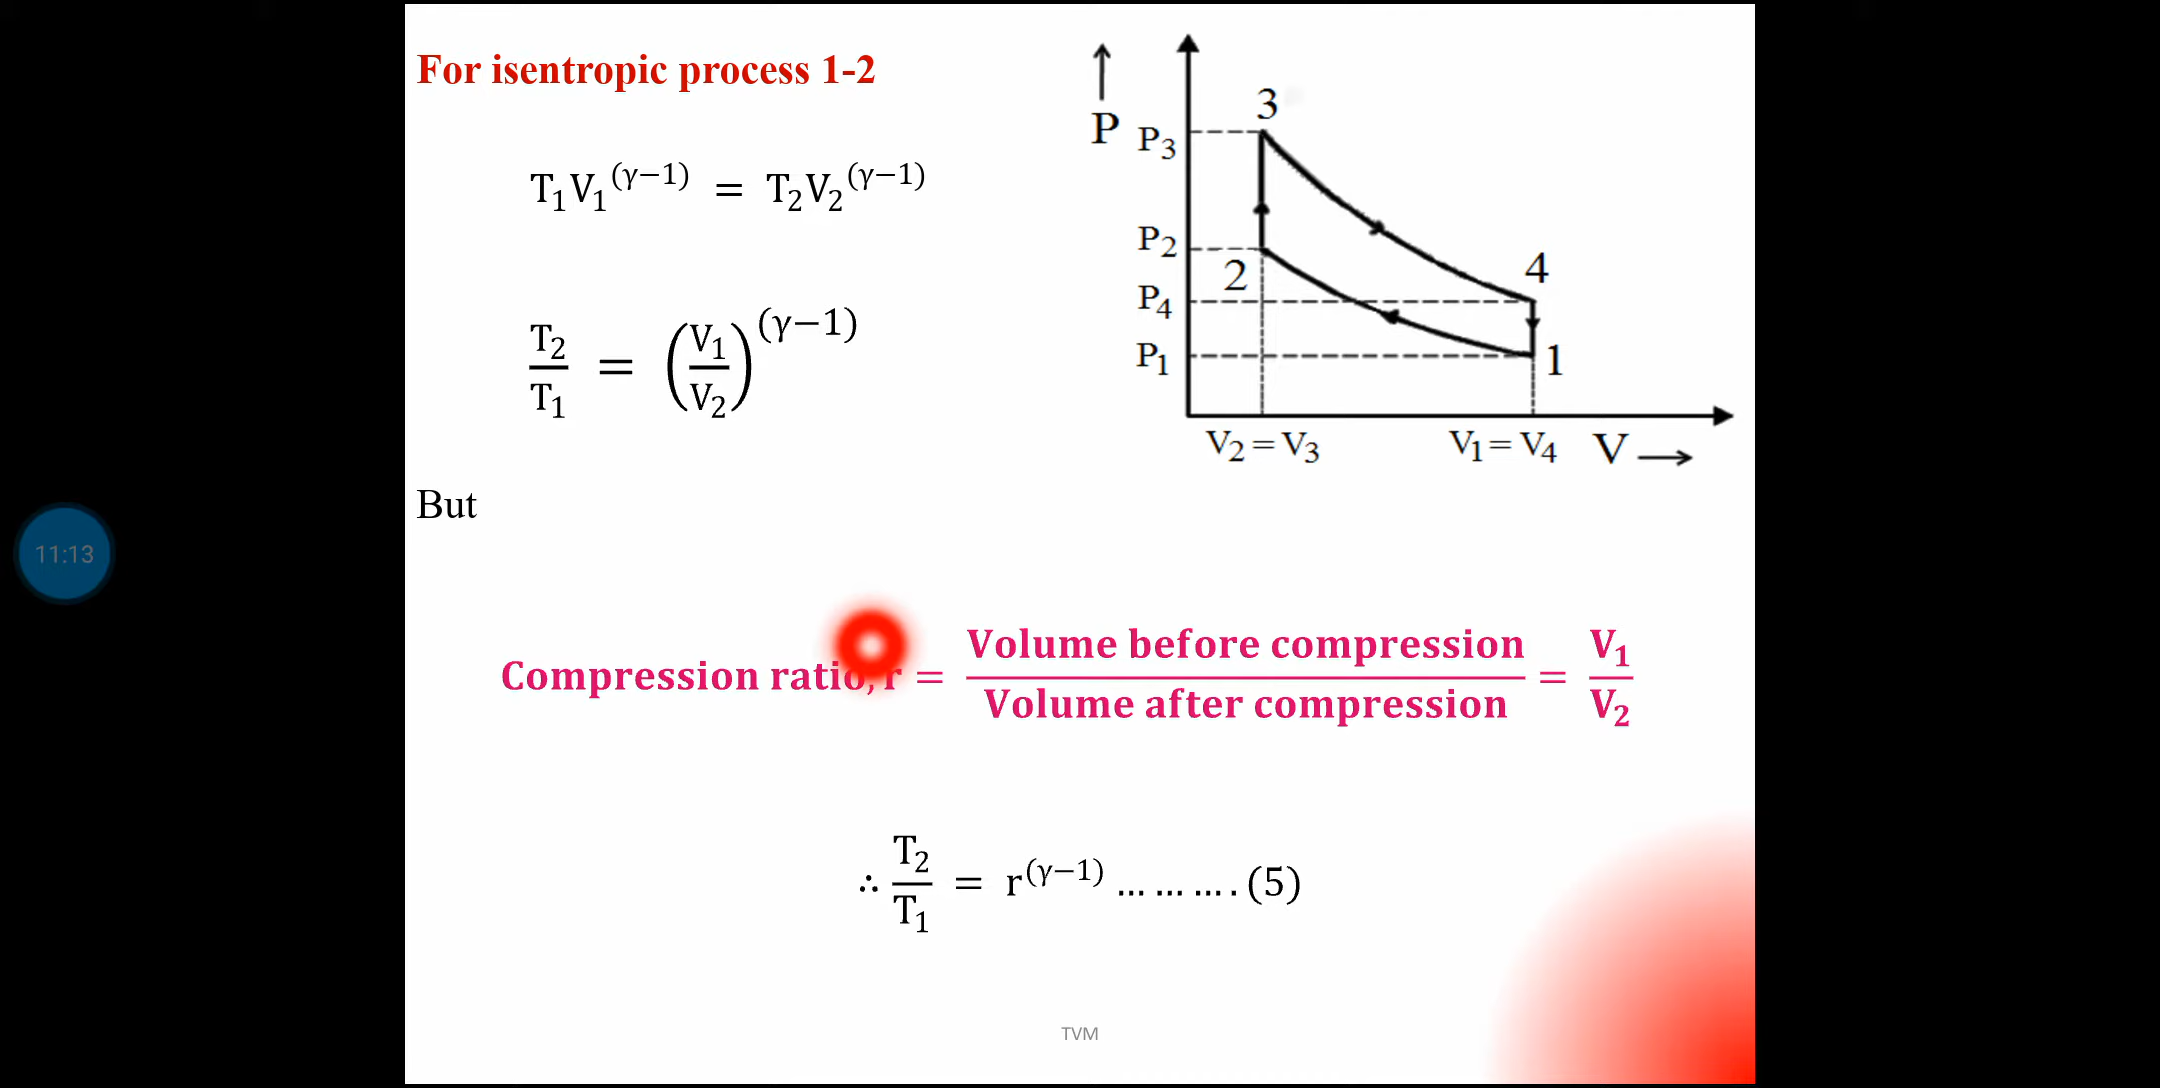 For isentropic process 1-2
T₁V₁^(γ−1) = T₂V₂^(γ−1)
T₂/T₁ = (V₁/V₂)^(γ−1)
But
Compression ratio, r = Volume before compression / Volume after compression = V₁/V₂
∴ T₂/T₁ = r^(γ−1) … … … . (5)
P
P₃
P₂
P₄
P₁
3
2
4
1
V₂ = V₃
V₁ = V₄
V
11:13
TVM